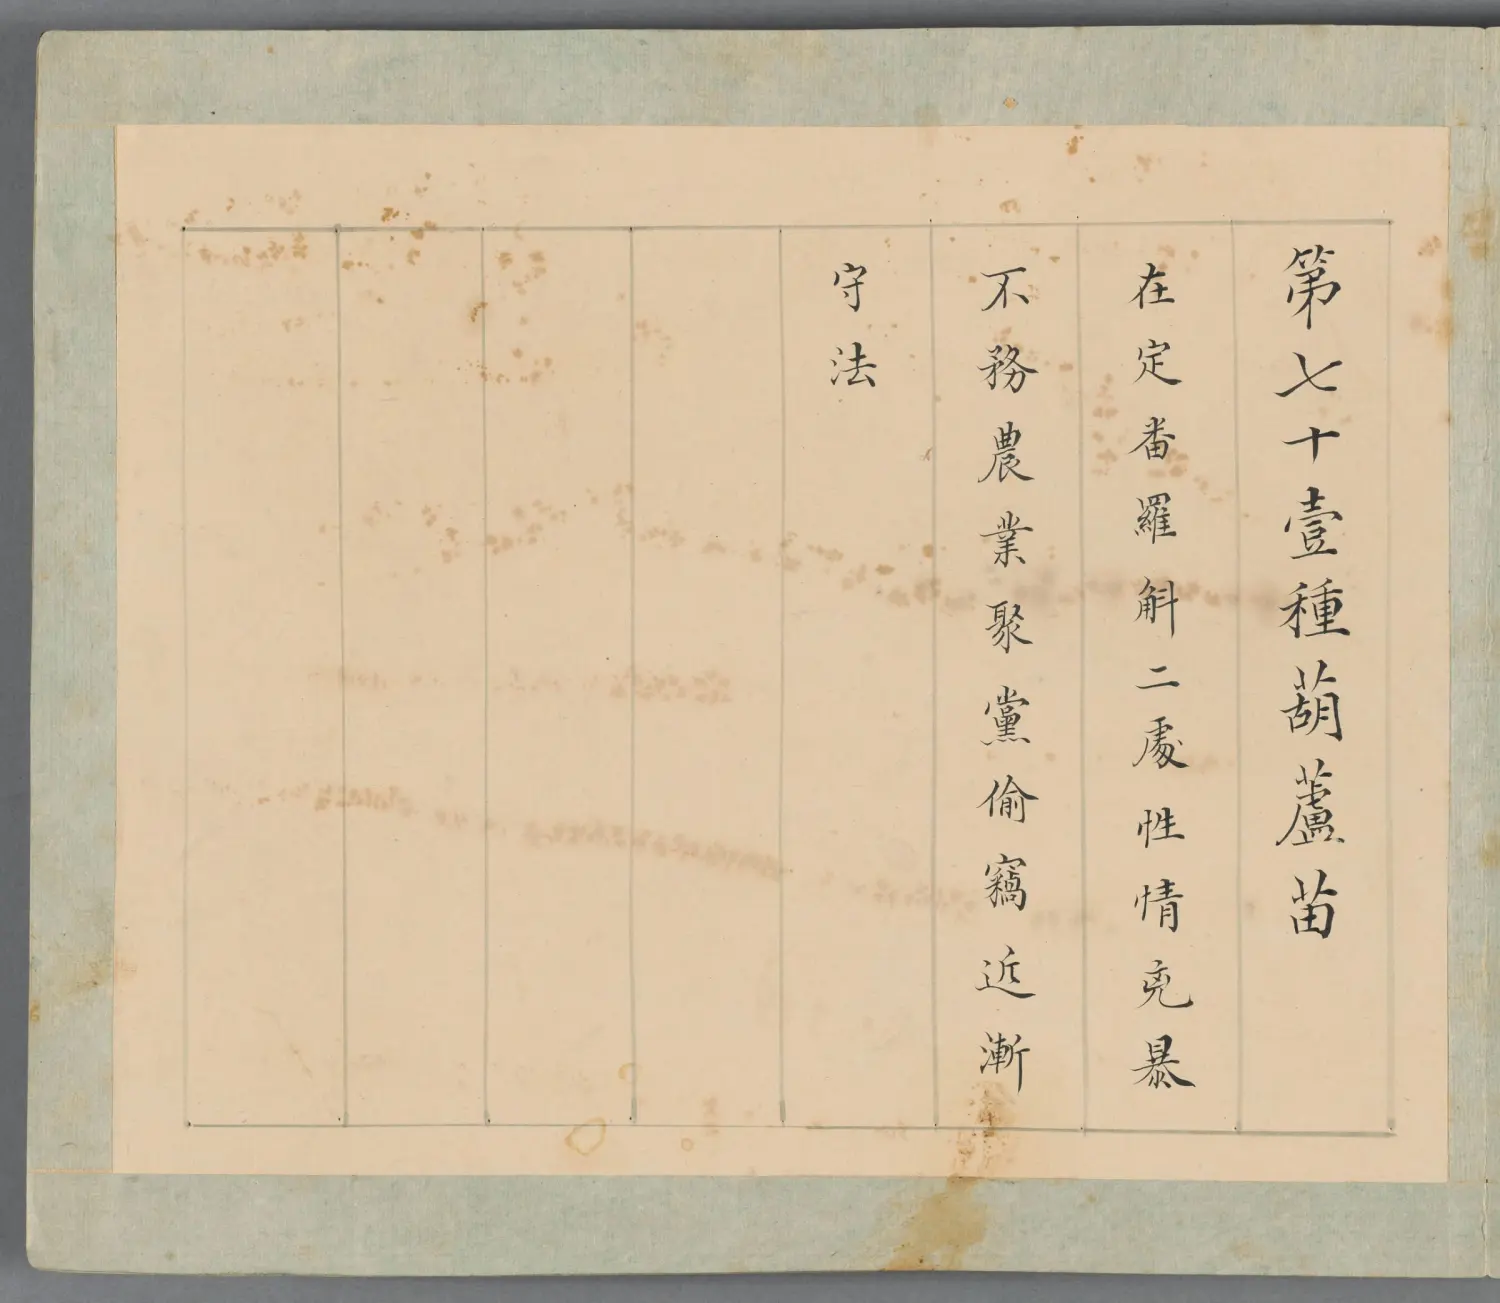 第七十壹種葫蘆苗
在定番羅斛二處性情兇暴
不務農業聚黨偷竊近漸
守法